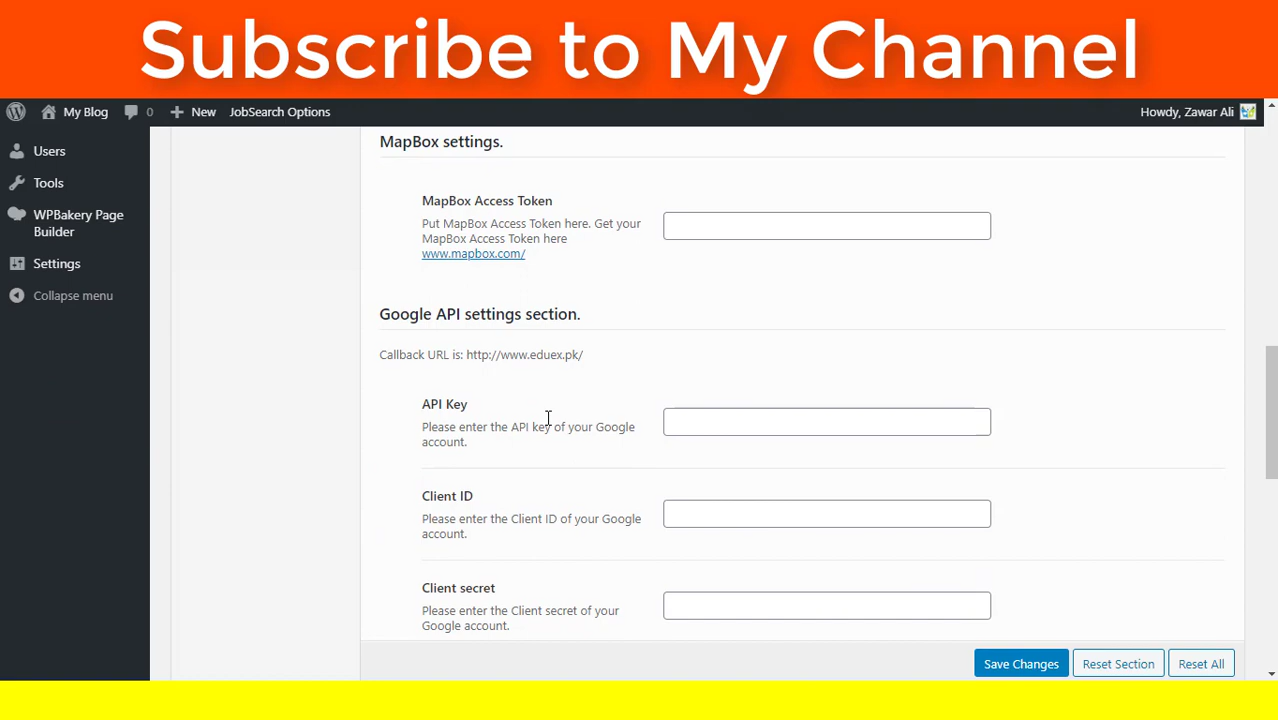 Subscribe to My Channel
My Blog 0 New JobSearch Options Howdy, Zawar Ali
Users
Tools
WPBakery Page
Builder
Settings
Collapse menu
MapBox settings.
MapBox Access Token
Put MapBox Access Token here. Get your
MapBox Access Token here
www.mapbox.com/
Google API settings section.
Callback URL is: http://www.eduex.pk/
API Key
Please enter the API key of your Google
account.
Client ID
Please enter the Client ID of your Google
account.
Client secret
Please enter the Client secret of your
Google account.
Save Changes Reset Section Reset All